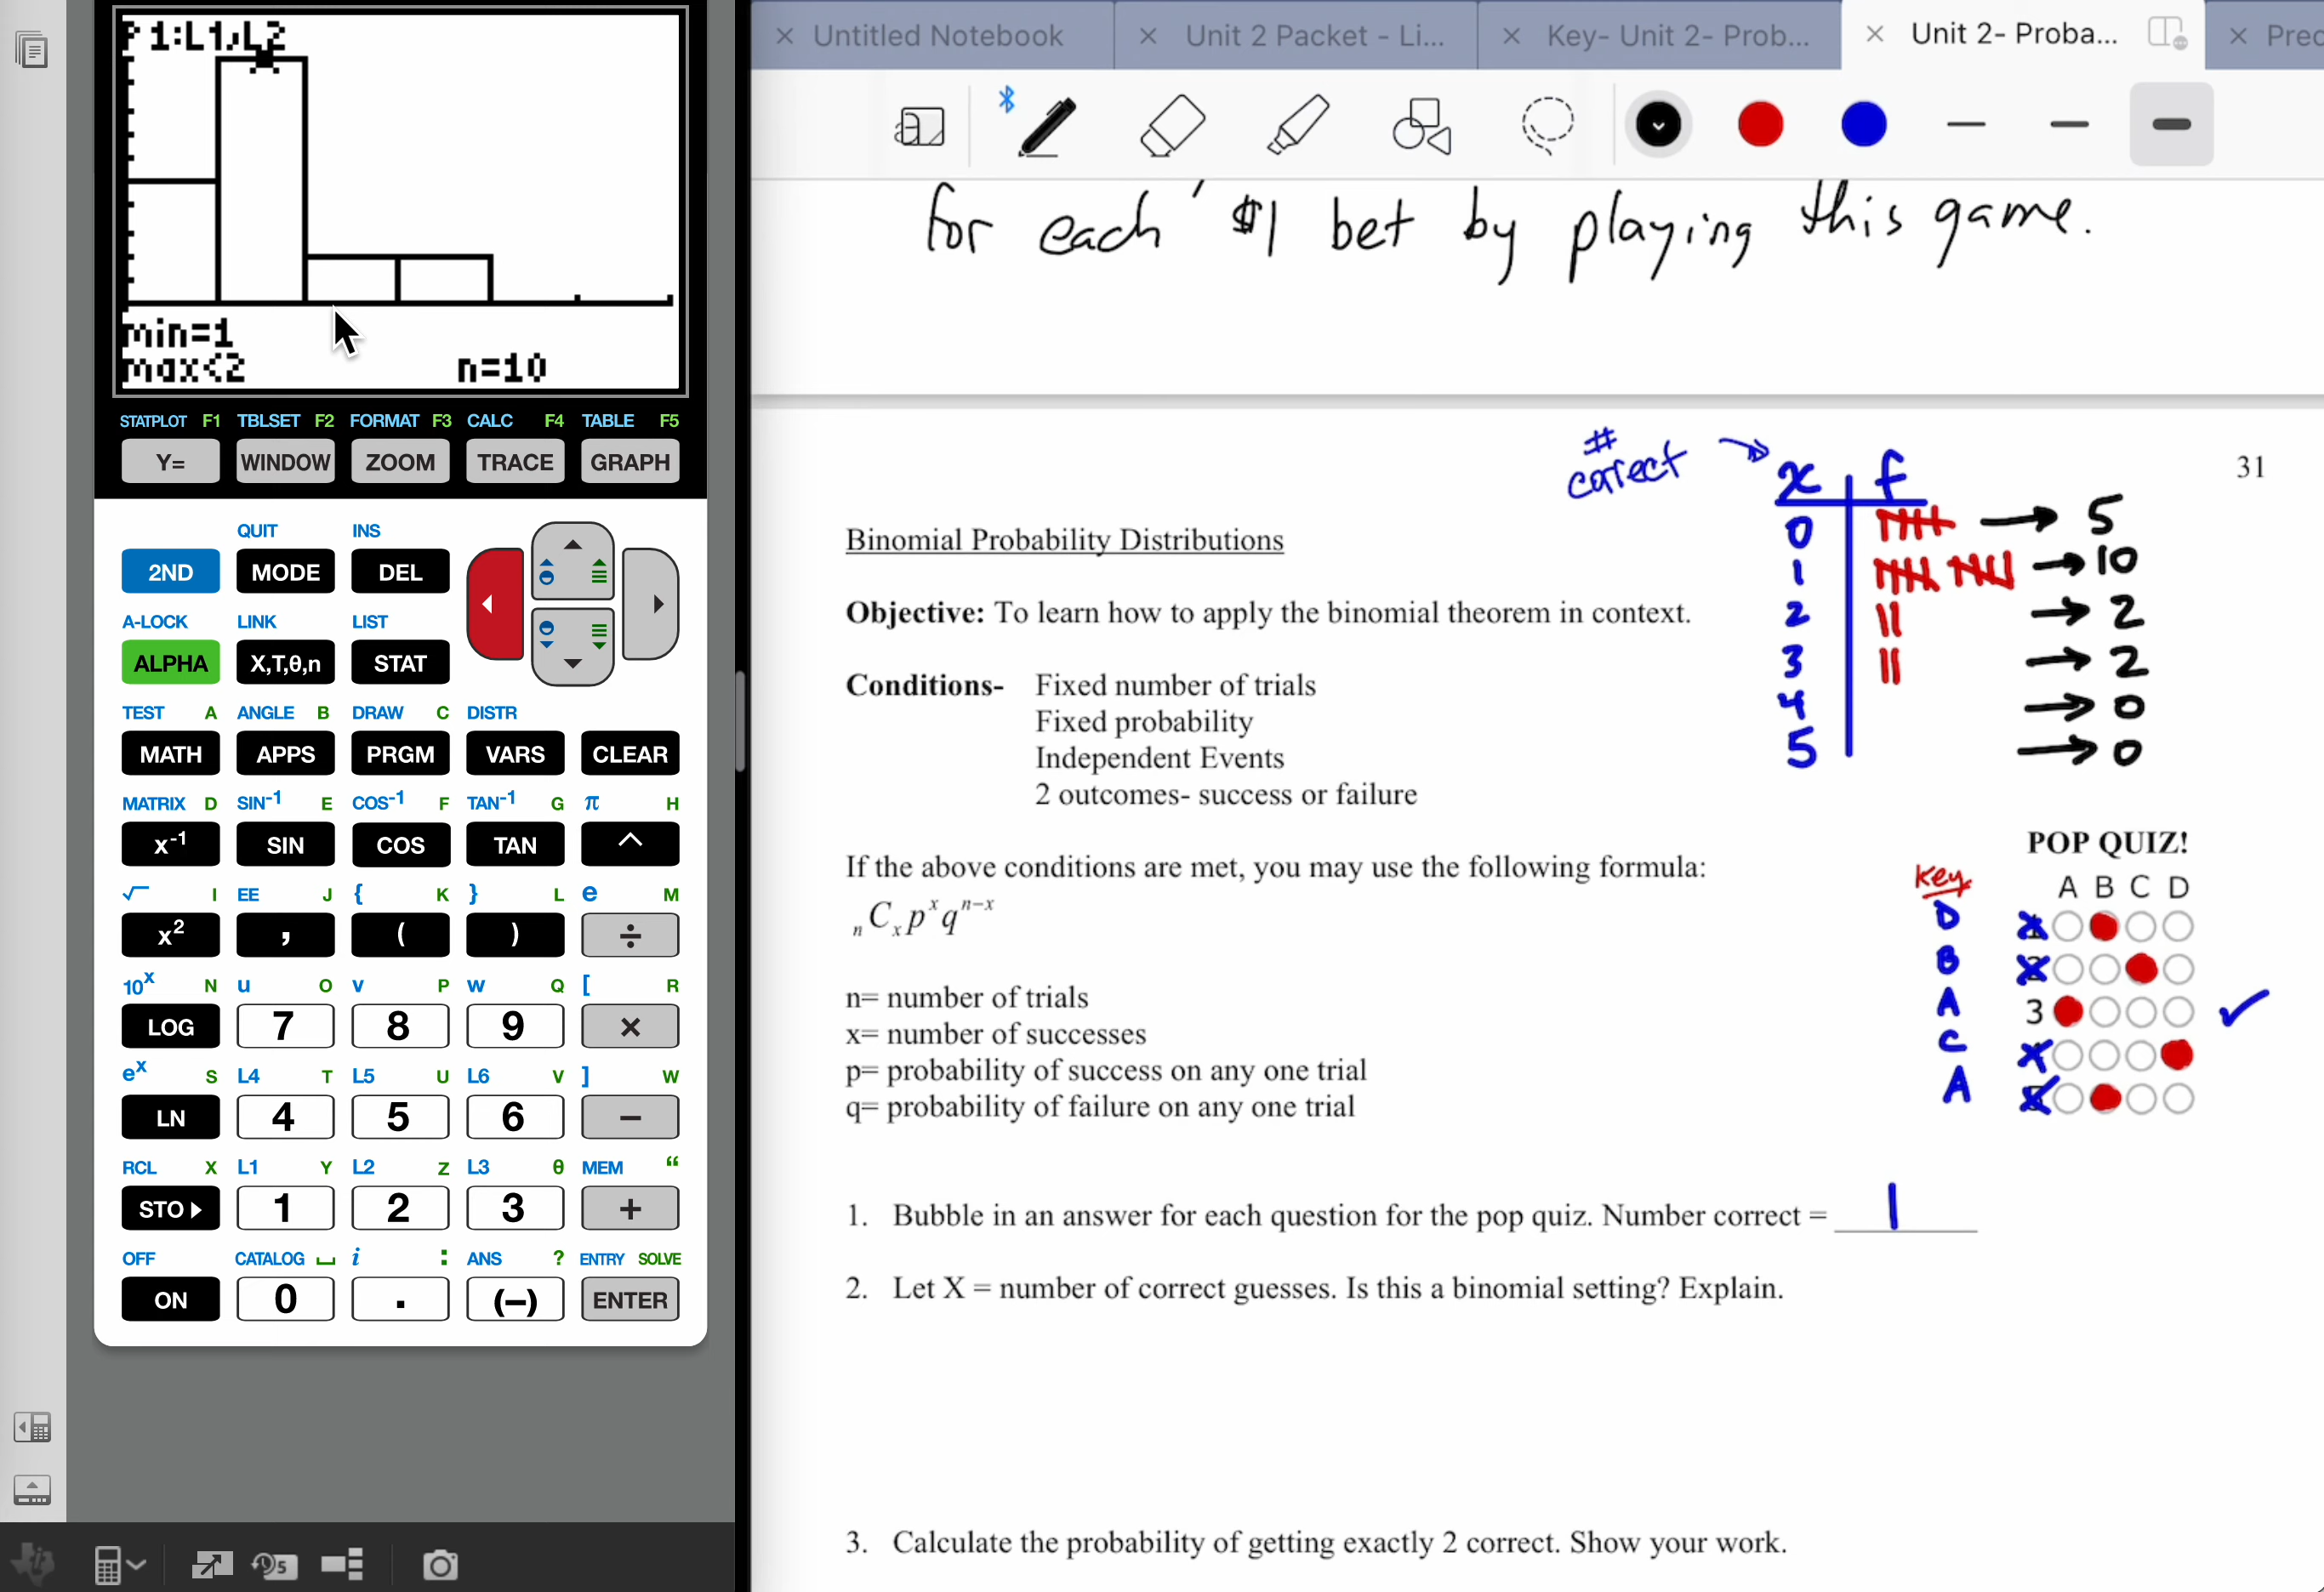 P1:L1,L2
min=1
max<2 n=10
STATPLOT F1 TBLSET F2 FORMAT F3 CALC F4 TABLE F5
Y= WINDOW ZOOM TRACE GRAPH
QUIT INS
2ND MODE DEL
A-LOCK LINK LIST
ALPHA X,T,θ,n STAT
TEST A ANGLE B DRAW C DISTR
MATH APPS PRGM VARS CLEAR
MATRIX D SIN-1 E COS-1 F TAN-1 G π H
x-1 SIN COS TAN ^
√ I EE J { K } L e M
x2 , ( ) ÷
10x N u O v P w Q [ R
LOG 7 8 9 ×
ex S L4 T L5 U L6 V ] W
LN 4 5 6 −
RCL X L1 Y L2 Z L3 θ MEM “
STO▶ 1 2 3 +
OFF CATALOG ⎵ i : ANS ? ENTRY SOLVE
ON 0 . (–) ENTER
Untitled Notebook
Unit 2 Packet - Li...
Key- Unit 2- Prob...
Unit 2- Proba...
Prec
for each $1 bet by playing this game.
31
# correct → x f
0 → 5
1 → 10
2 → 2
3 → 2
4 → 0
5 → 0
Binomial Probability Distributions
Objective: To learn how to apply the binomial theorem in context.
Conditions- Fixed number of trials
Fixed probability
Independent Events
2 outcomes- success or failure
If the above conditions are met, you may use the following formula:
nCxpxqn−x
n= number of trials
x= number of successes
p= probability of success on any one trial
q= probability of failure on any one trial
POP QUIZ!
Key A B C D
D
B
A 3
C
A
1. Bubble in an answer for each question for the pop quiz. Number correct = 1
2. Let X = number of correct guesses. Is this a binomial setting? Explain.
3. Calculate the probability of getting exactly 2 correct. Show your work.